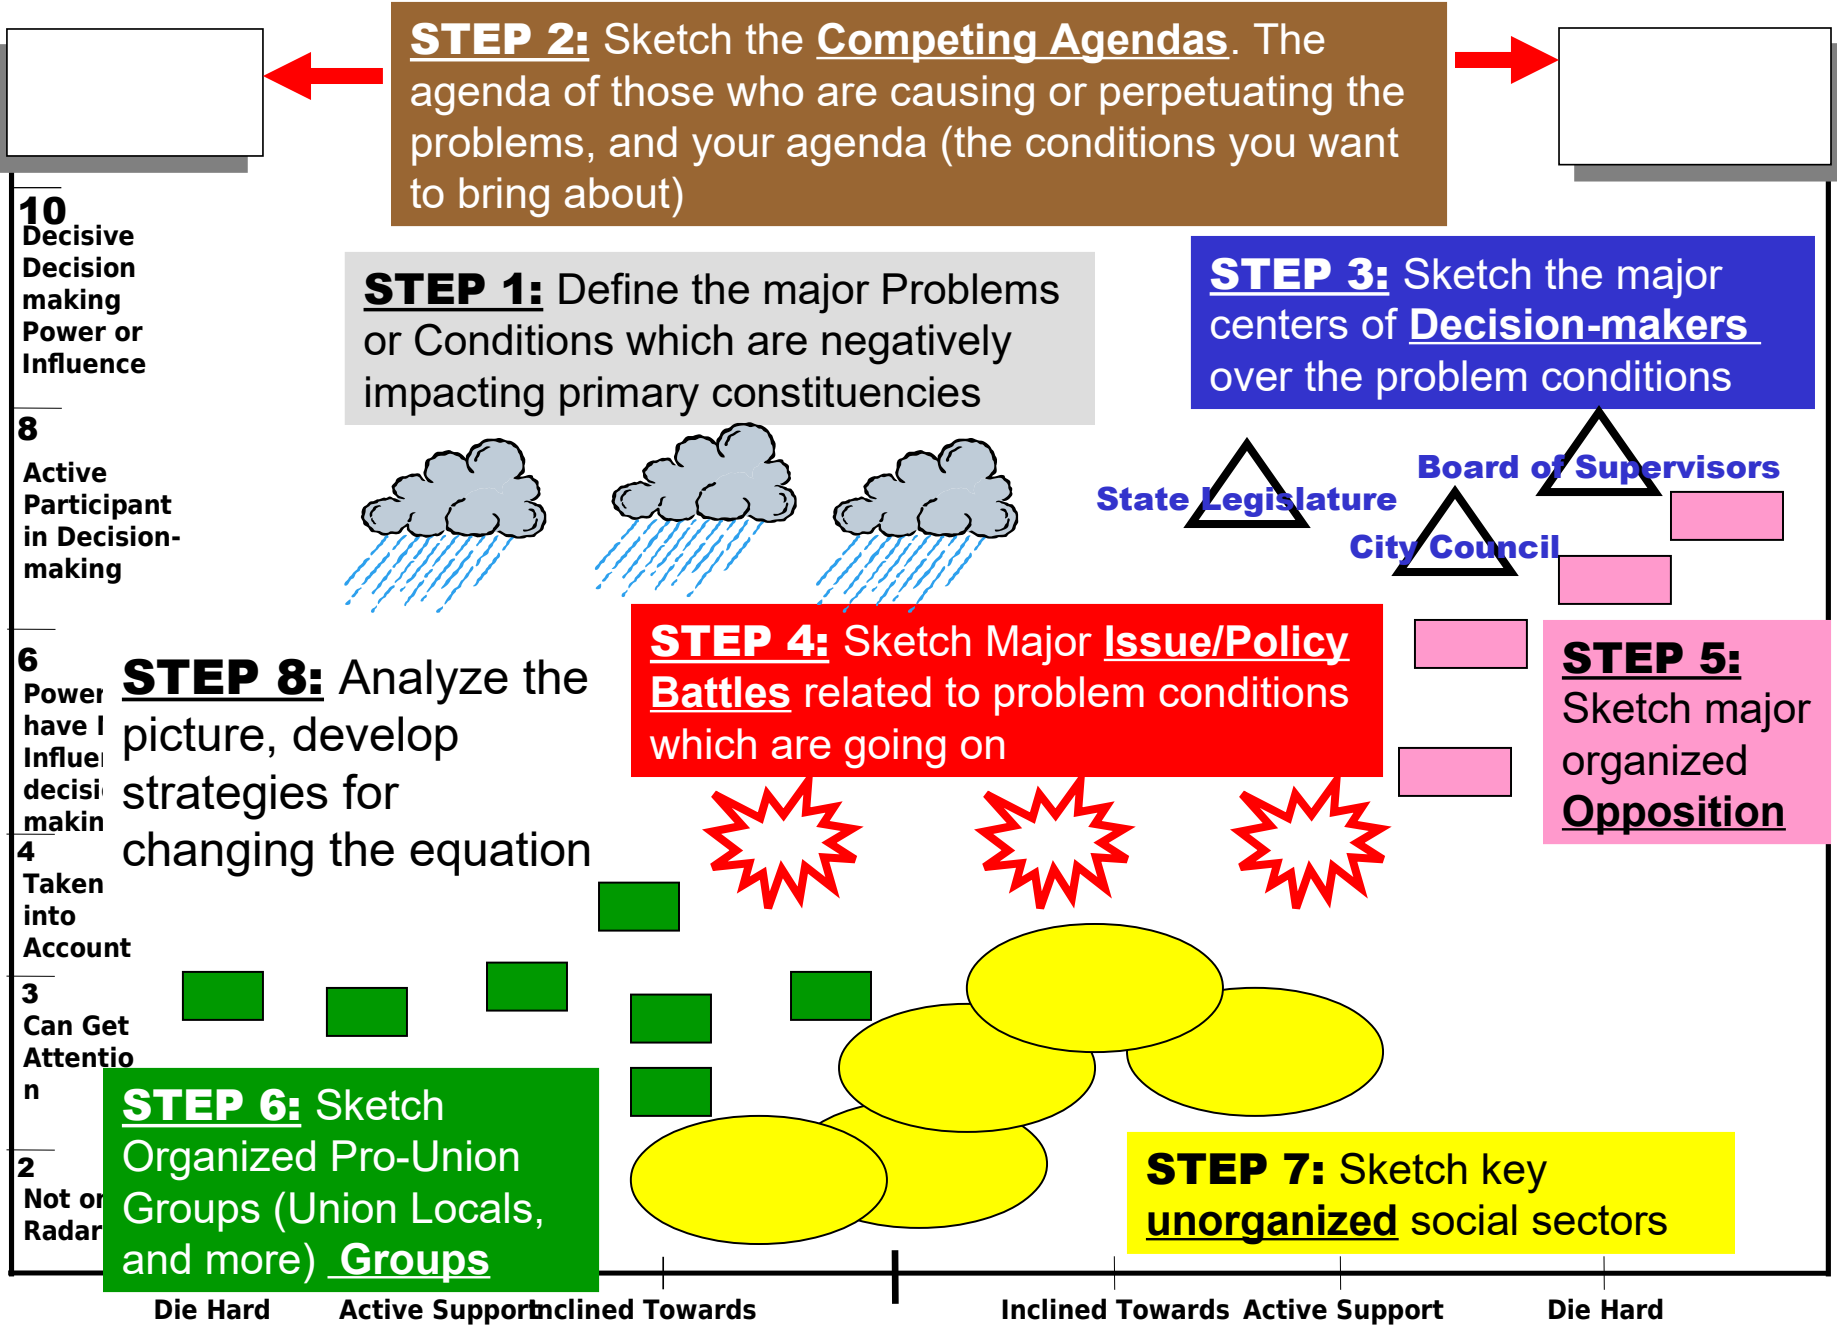 STEP 2: Sketch the Competing Agendas. The
agenda of those who are causing or perpetuating the
problems, and your agenda (the conditions you want
to bring about)
10
Decisive
Decision
making
Power or
Influence
STEP 1: Define the major Problems
or Conditions which are negatively
impacting primary constituencies
STEP 3: Sketch the major
centers of Decision-makers
over the problem conditions
8
Active
Participant
in Decision-
making
State Legislature
Board of Supervisors
City Council
6
Power
have
STEP 8: Analyze the
picture, develop
strategies for
changing the equation
STEP 4: Sketch Major Issue/Policy
Battles related to problem conditions
which are going on
STEP 5:
Sketch major
organized
Opposition
4
Taken
into
Account
3
Can Get
Attentio
n
2
Not
Radar
STEP 6: Sketch
Organized Pro-Union
Groups (Union Locals,
and more) Groups
STEP 7: Sketch key
unorganized social sectors
Die Hard
Active Support
Inclined Towards
Inclined Towards
Active Support
Die Hard